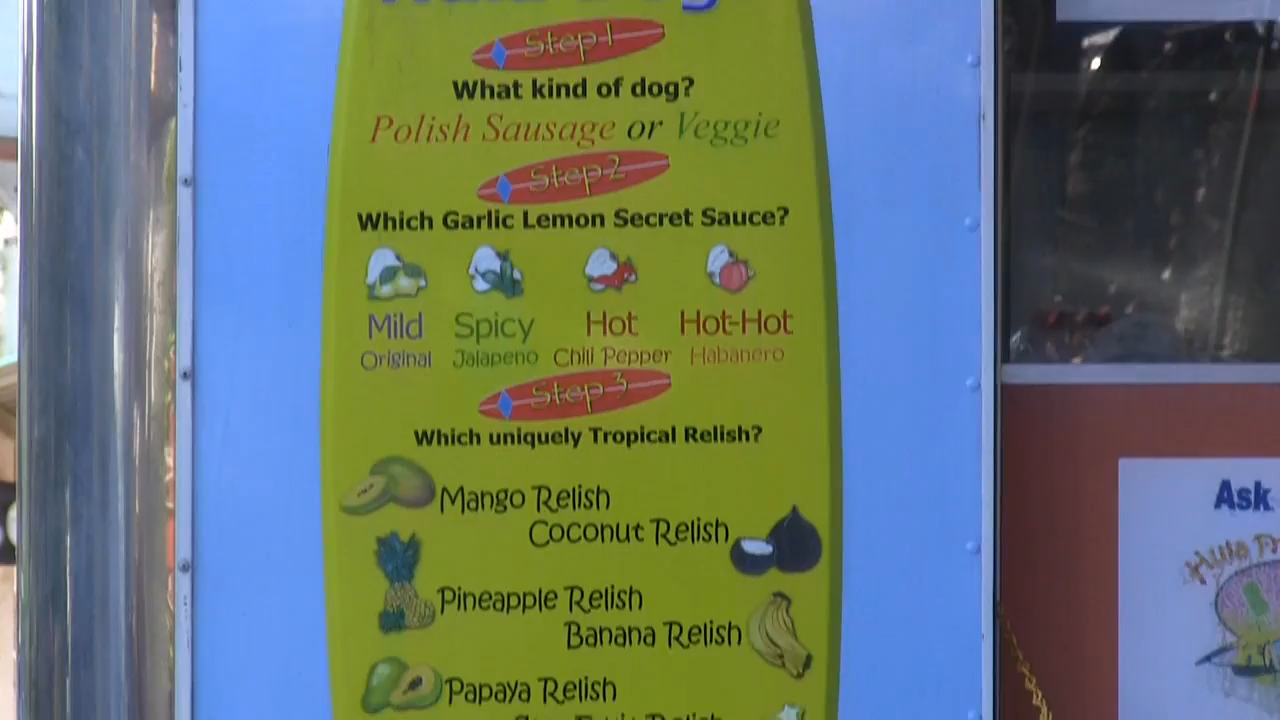 Step 1
What kind of dog?
Polish Sausage or Veggie
Step 2
Which Garlic Lemon Secret Sauce?
Mild Spicy Hot Hot-Hot
Original Jalapeno Chili Pepper Habanero
Step 3
Which uniquely Tropical Relish?
Mango Relish
Coconut Relish
Pineapple Relish
Banana Relish
Papaya Relish
Ask
Hula